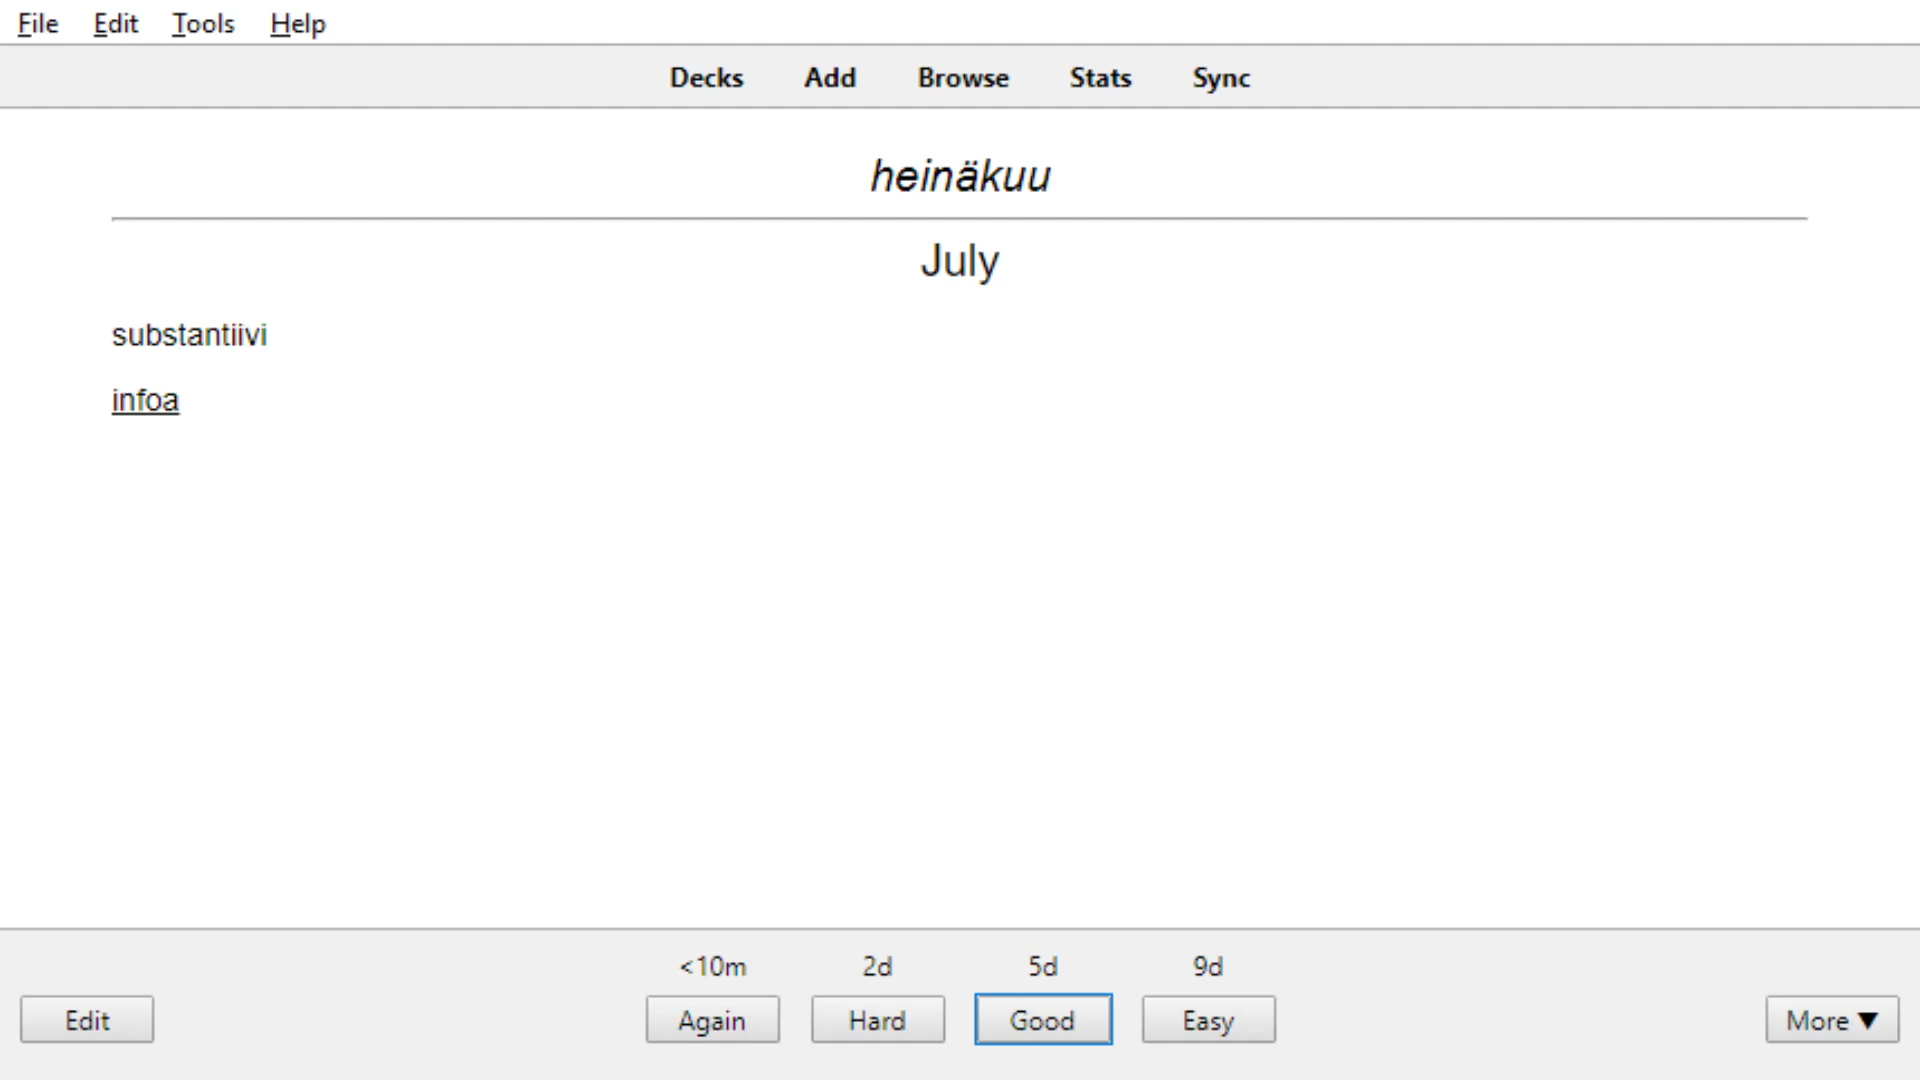 File Edit Tools Help
Decks Add Browse Stats Sync
heinäkuu
July
substantiivi
infoa
<10m 2d 5d 9d
Edit Again Hard Good Easy More ▼